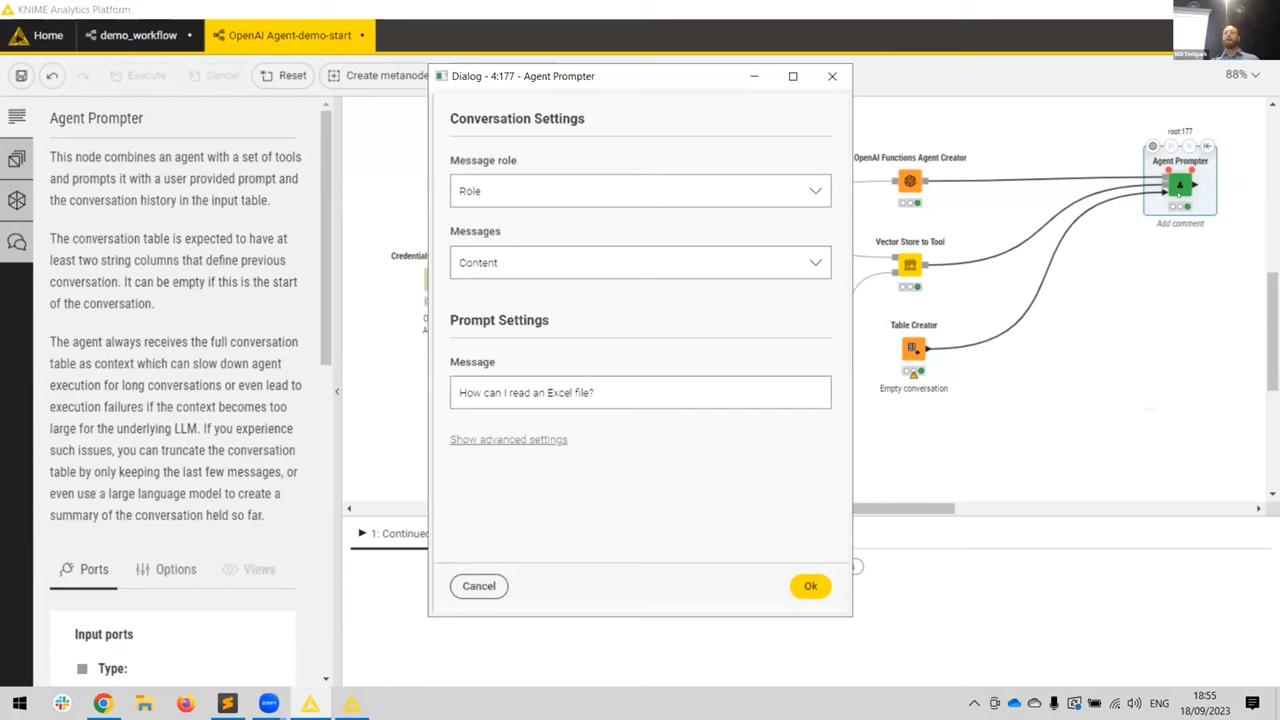 KNIME Analytics Platform
Home
demo_workflow
OpenAI Agent-demo-start
NOI Techpark
Execute
Cancel
Reset
Create metanode
88%
Agent Prompter
This node combines an agent with a set of tools
and prompts it with a user provided prompt and
the conversation history in the input table.
The conversation table is expected to have at
least two string columns that define previous
conversation. It can be empty if this is the start
of the conversation.
The agent always receives the full conversation
table as context which can slow down agent
execution for long conversations or even lead to
execution failures if the context becomes too
large for the underlying LLM. If you experience
such issues, you can truncate the conversation
table by only keeping the last few messages, or
even use a large language model to create a
summary of the conversation held so far.
Ports
Options
Views
Input ports
Type:
Dialog - 4:177 - Agent Prompter
Conversation Settings
Message role
Role
Messages
Content
Prompt Settings
Message
How can I read an Excel file?
Show advanced settings
Cancel
Ok
Credentials
1: Continued
OpenAI Functions Agent Creator
Vector Store to Tool
Table Creator
Empty conversation
root:177
Agent Prompter
Add comment
ENG
18:55
18/09/2023